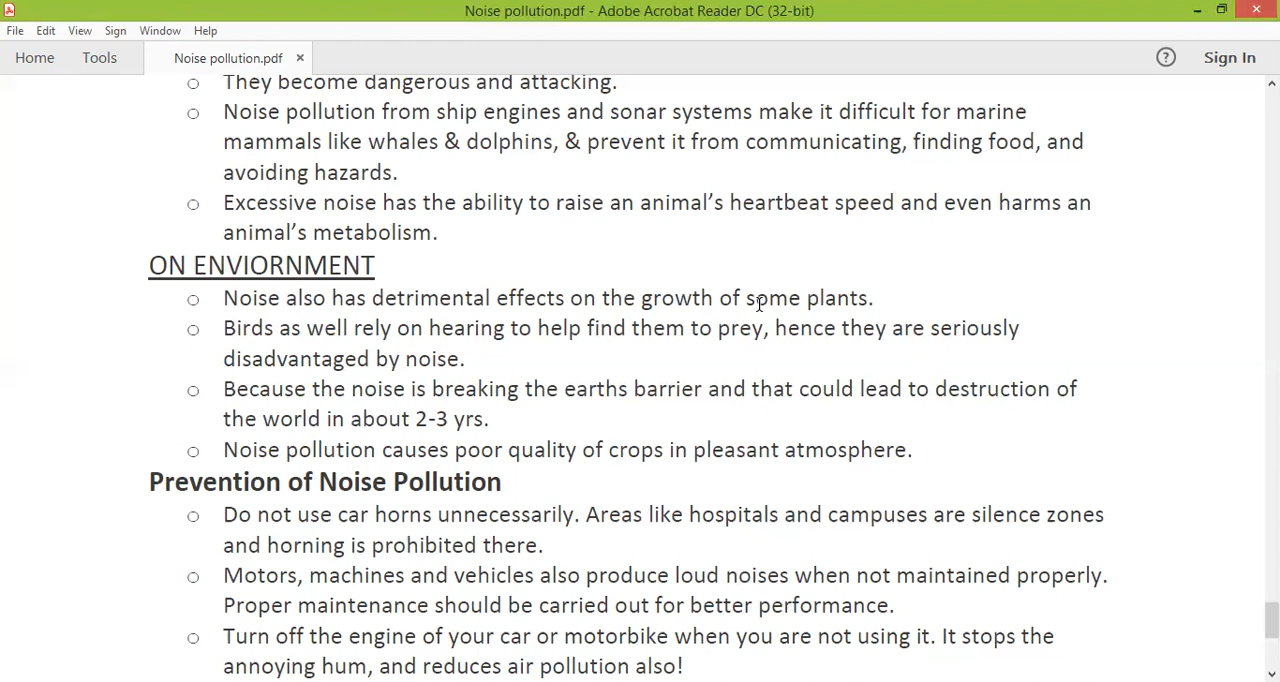 Noise pollution.pdf - Adobe Acrobat Reader DC (32-bit)
File Edit View Sign Window Help
Home Tools Noise pollution.pdf × ? Sign In
They become dangerous and attacking.
Noise pollution from ship engines and sonar systems make it difficult for marine
mammals like whales & dolphins, & prevent it from communicating, finding food, and
avoiding hazards.
Excessive noise has the ability to raise an animal’s heartbeat speed and even harms an
animal’s metabolism.
ON ENVIORNMENT
Noise also has detrimental effects on the growth of some plants.
Birds as well rely on hearing to help find them to prey, hence they are seriously
disadvantaged by noise.
Because the noise is breaking the earths barrier and that could lead to destruction of
the world in about 2-3 yrs.
Noise pollution causes poor quality of crops in pleasant atmosphere.
Prevention of Noise Pollution
Do not use car horns unnecessarily. Areas like hospitals and campuses are silence zones
and horning is prohibited there.
Motors, machines and vehicles also produce loud noises when not maintained properly.
Proper maintenance should be carried out for better performance.
Turn off the engine of your car or motorbike when you are not using it. It stops the
annoying hum, and reduces air pollution also!